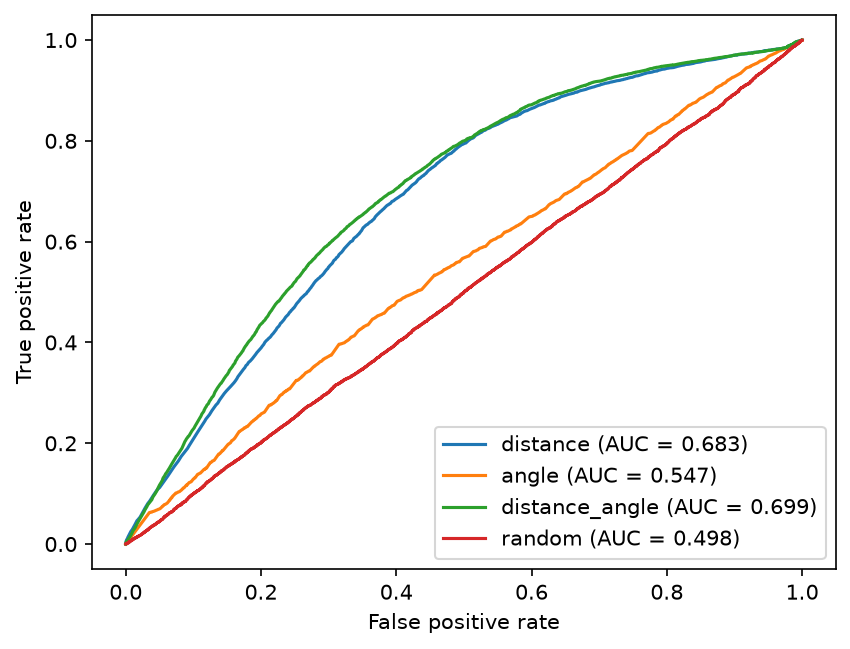 1.0
0.8
0.6
0.4
0.2
0.0
True positive rate
distance (AUC = 0.683)
angle (AUC = 0.547)
distance_angle (AUC = 0.699)
random (AUC = 0.498)
0.0 0.2 0.4 0.6 0.8 1.0
False positive rate